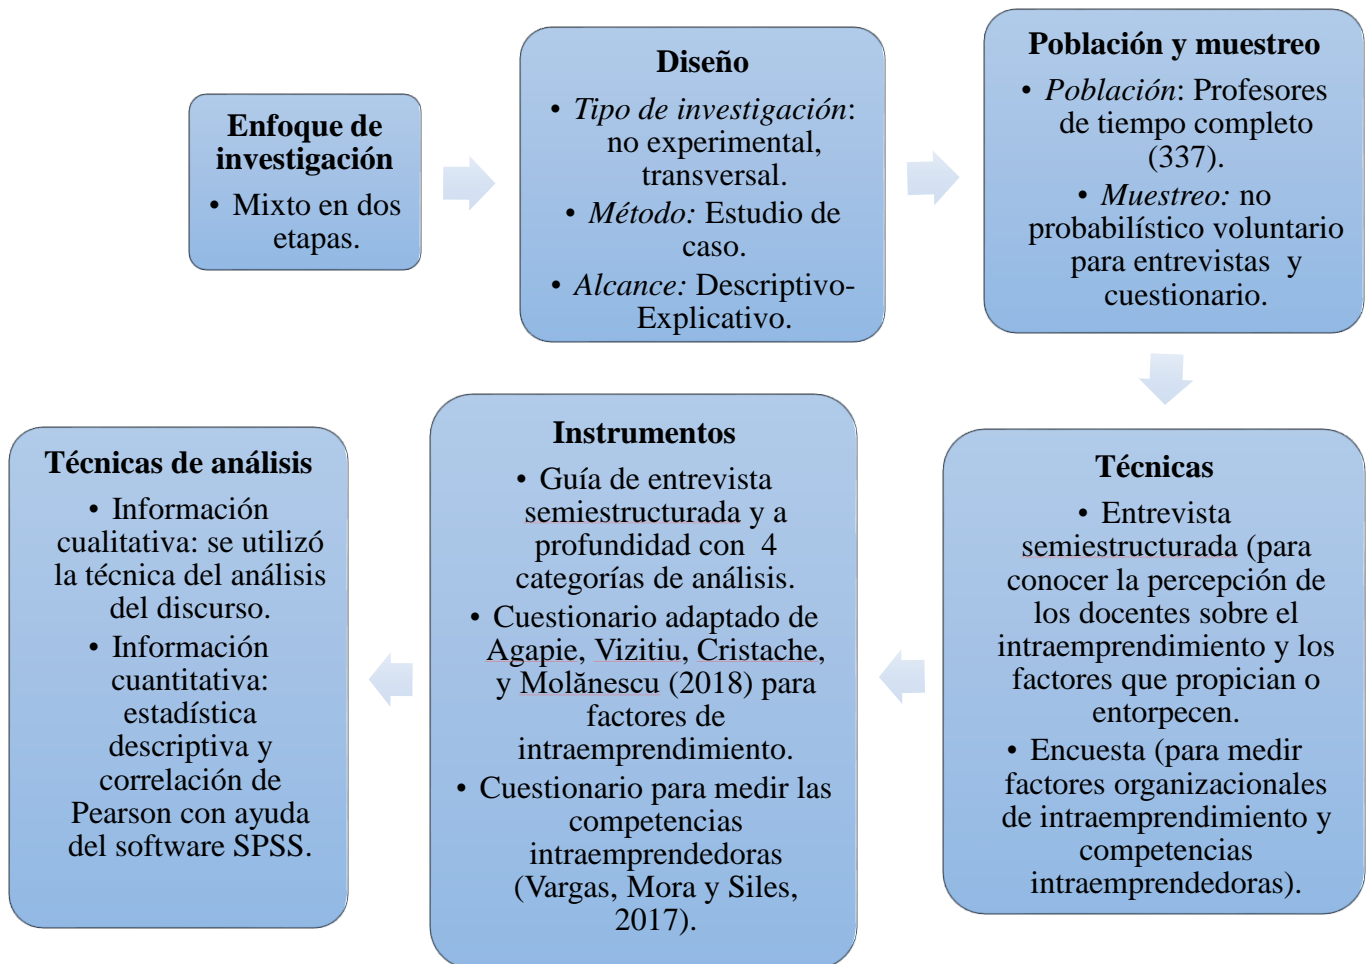 Enfoque de
investigación
• Mixto en dos
etapas.
Diseño
• Tipo de investigación:
no experimental,
transversal.
• Método: Estudio de
caso.
• Alcance: Descriptivo-
Explicativo.
Población y muestreo
• Población: Profesores
de tiempo completo
(337).
• Muestreo: no
probabilístico voluntario
para entrevistas y
cuestionario.
Técnicas
• Entrevista
semiestructurada (para
conocer la percepción de
los docentes sobre el
intraemprendimiento y los
factores que propician o
entorpecen.
• Encuesta (para medir
factores organizacionales
de intraemprendimiento y
competencias
intraemprendedoras).
Instrumentos
• Guía de entrevista
semiestructurada y a
profundidad con 4
categorías de análisis.
• Cuestionario adaptado de
Agapie, Vizitiu, Cristache,
y Molănescu (2018) para
factores de
intraemprendimiento.
• Cuestionario para medir las
competencias
intraemprendedoras
(Vargas, Mora y Siles,
2017).
Técnicas de análisis
• Información
cualitativa: se utilizó
la técnica del análisis
del discurso.
• Información
cuantitativa:
estadística
descriptiva y
correlación de
Pearson con ayuda
del software SPSS.